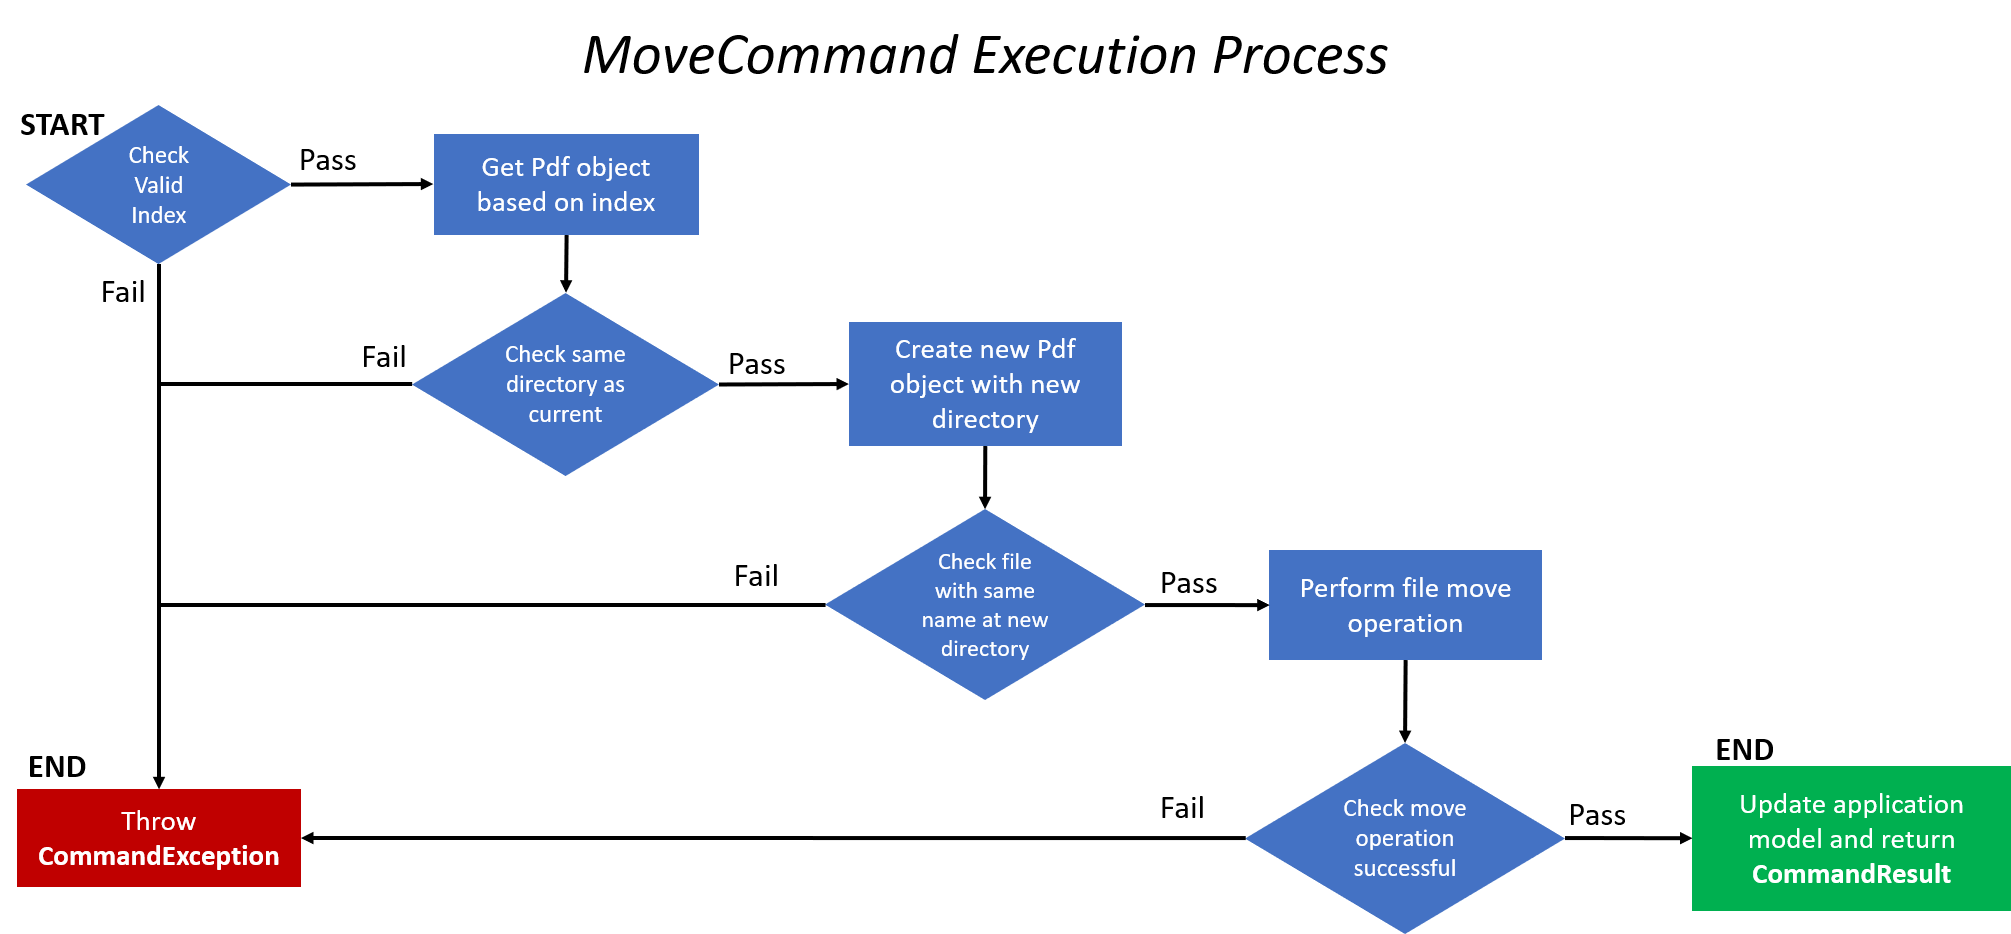 MoveCommand Execution Process
START
Check
Valid
Index
Pass
Get Pdf object
based on index
Fail
Fail
Check same
directory as
current
Pass
Create new Pdf
object with new
directory
Fail
Check file
with same
name at new
directory
Pass
Perform file move
operation
END
Throw
CommandException
Fail
Check move
operation
successful
Pass
END
Update application
model and return
CommandResult